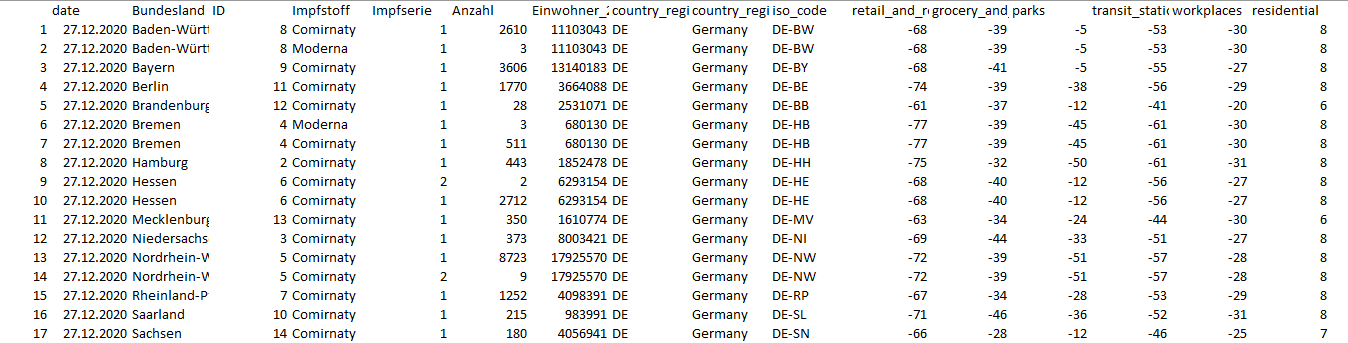 date Bundesland ID Impfstoff Impfserie Anzahl Einwohner_ country_regi country_regi iso_code retail_and_r grocery_and_ parks transit_static workplaces residential
1 27.12.2020 Baden-Württ 8 Comirnaty 1 2610 11103043 DE Germany DE-BW -68 -39 -5 -53 -30 8
2 27.12.2020 Baden-Württ 8 Moderna 1 3 11103043 DE Germany DE-BW -68 -39 -5 -53 -30 8
3 27.12.2020 Bayern 9 Comirnaty 1 3606 13140183 DE Germany DE-BY -68 -41 -5 -55 -27 8
4 27.12.2020 Berlin 11 Comirnaty 1 1770 3664088 DE Germany DE-BE -74 -39 -38 -56 -29 8
5 27.12.2020 Brandenburg 12 Comirnaty 1 28 2531071 DE Germany DE-BB -61 -37 -12 -41 -20 6
6 27.12.2020 Bremen 4 Moderna 1 3 680130 DE Germany DE-HB -77 -39 -45 -61 -30 8
7 27.12.2020 Bremen 4 Comirnaty 1 511 680130 DE Germany DE-HB -77 -39 -45 -61 -30 8
8 27.12.2020 Hamburg 2 Comirnaty 1 443 1852478 DE Germany DE-HH -75 -32 -50 -61 -31 8
9 27.12.2020 Hessen 6 Comirnaty 2 2 6293154 DE Germany DE-HE -68 -40 -12 -56 -27 8
10 27.12.2020 Hessen 6 Comirnaty 1 2712 6293154 DE Germany DE-HE -68 -40 -12 -56 -27 8
11 27.12.2020 Mecklenburg 13 Comirnaty 1 350 1610774 DE Germany DE-MV -63 -34 -24 -44 -30 6
12 27.12.2020 Niedersachs 3 Comirnaty 1 373 8003421 DE Germany DE-NI -69 -44 -33 -51 -27 8
13 27.12.2020 Nordrhein-W 5 Comirnaty 1 8723 17925570 DE Germany DE-NW -72 -39 -51 -57 -28 8
14 27.12.2020 Nordrhein-W 5 Comirnaty 2 9 17925570 DE Germany DE-NW -72 -39 -51 -57 -28 8
15 27.12.2020 Rheinland-P 7 Comirnaty 1 1252 4098391 DE Germany DE-RP -67 -34 -28 -53 -29 8
16 27.12.2020 Saarland 10 Comirnaty 1 215 983991 DE Germany DE-SL -71 -46 -36 -52 -31 8
17 27.12.2020 Sachsen 14 Comirnaty 1 180 4056941 DE Germany DE-SN -66 -28 -12 -46 -25 7